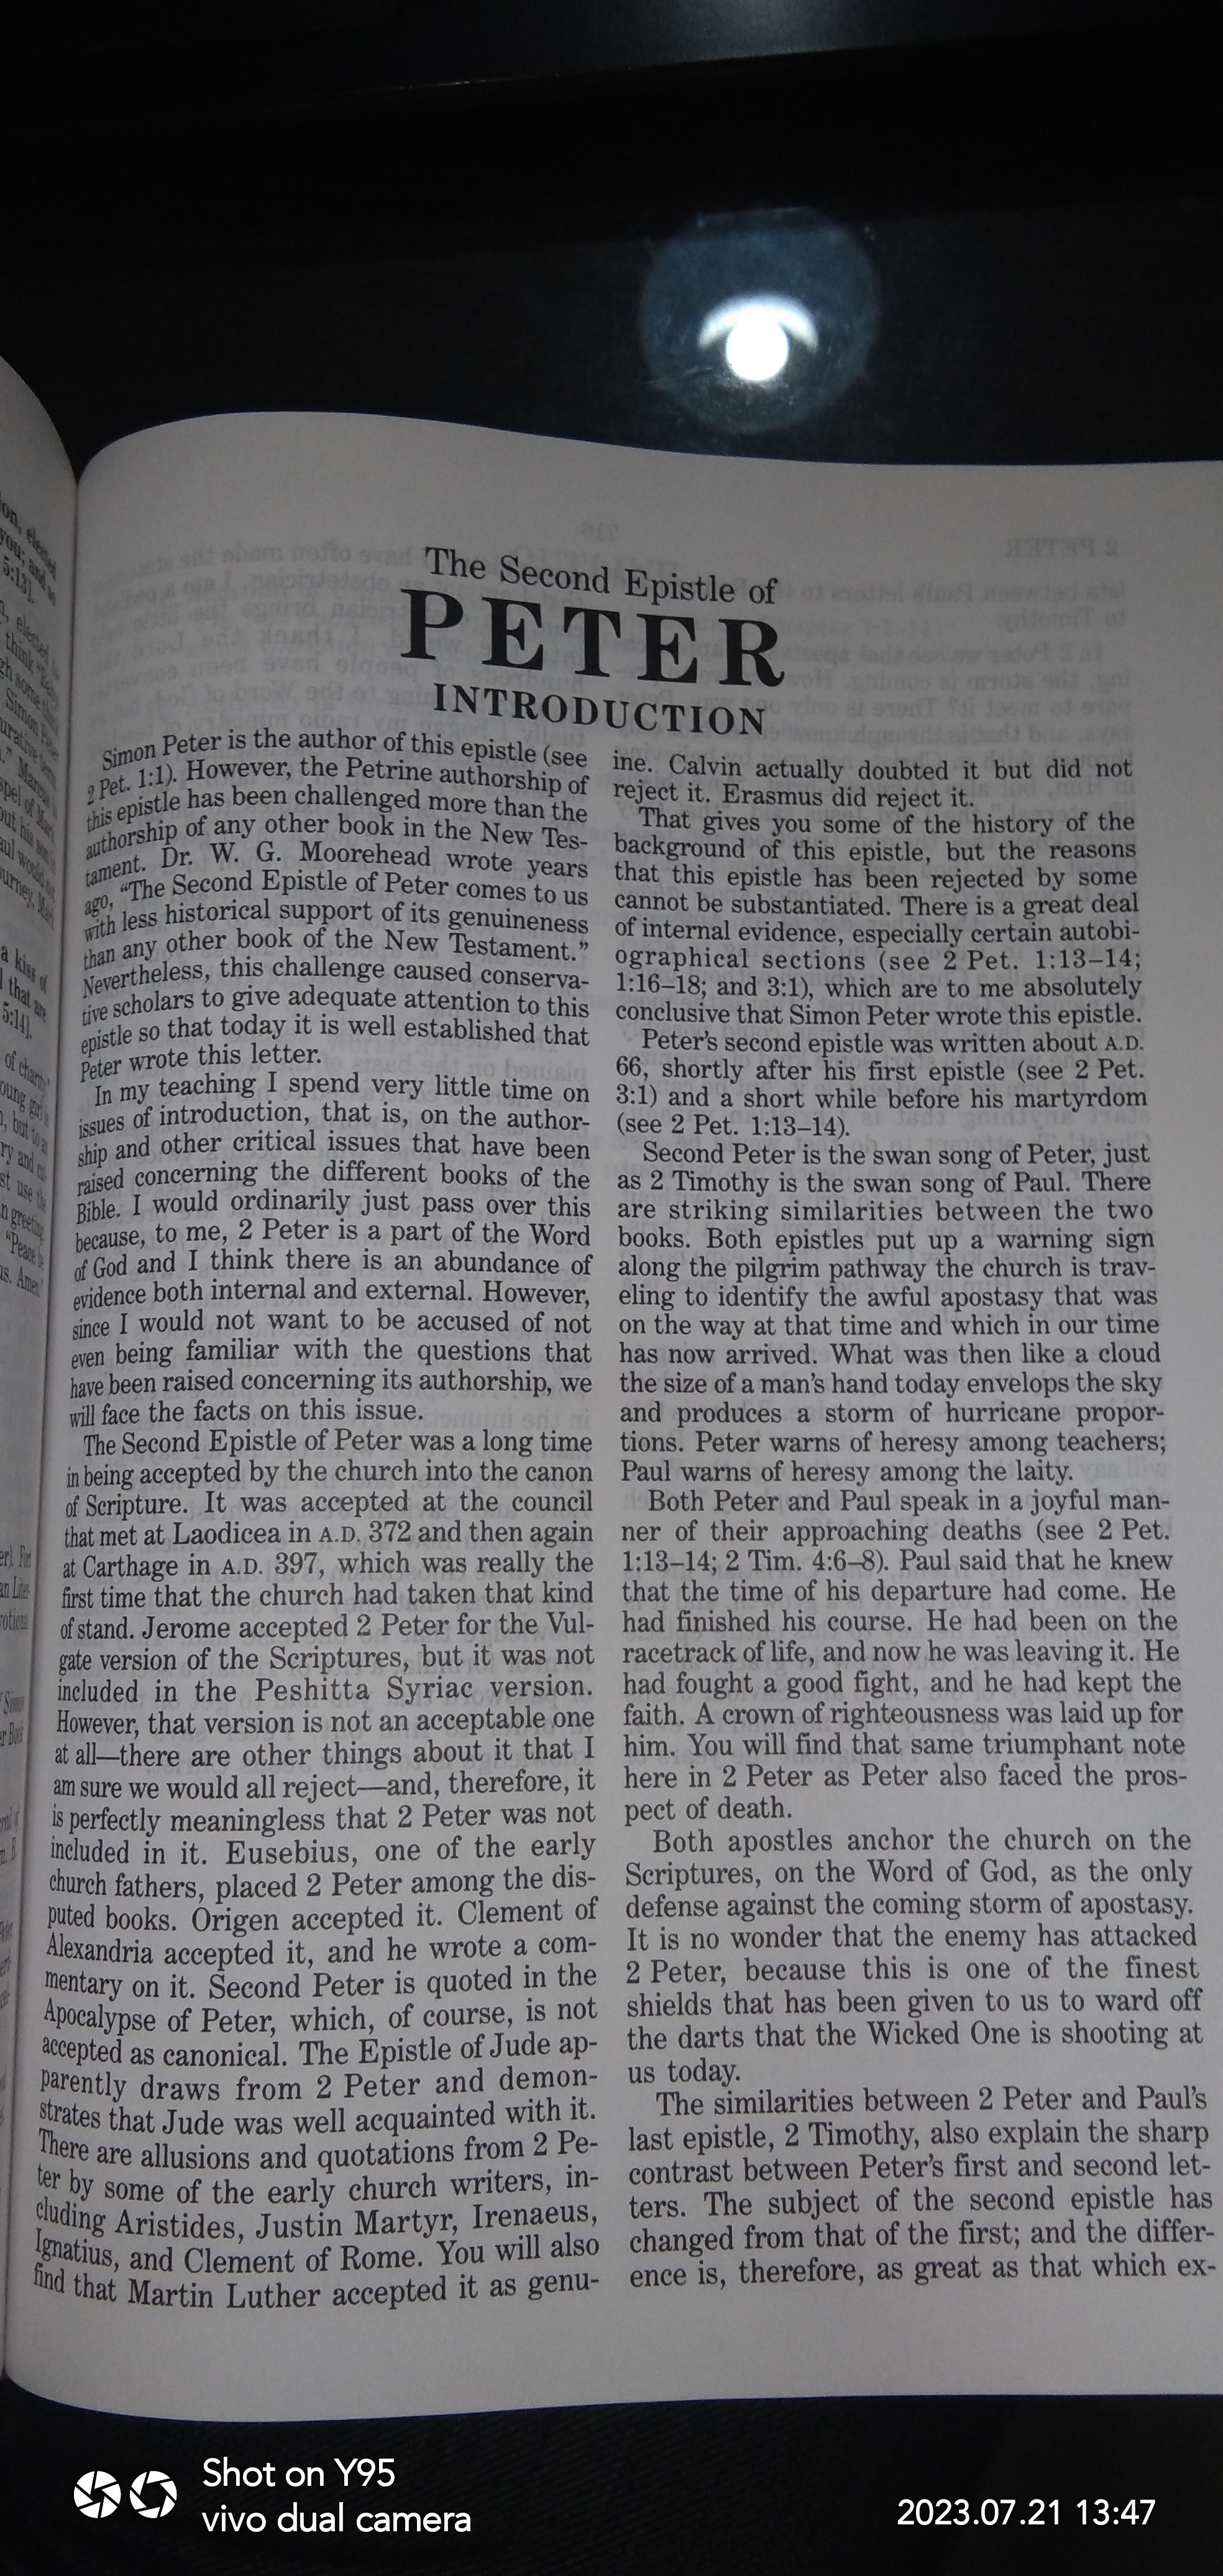 The Second Epistle of
PETER
INTRODUCTION
Simon Peter is the author of this epistle (see
2 Pet. 1:1). However, the Petrine authorship of
this epistle has been challenged more than the
authorship of any other book in the New Tes-
tament. Dr. W. G. Moorehead wrote years
ago, “The Second Epistle of Peter comes to us
with less historical support of its genuineness
than any other book of the New Testament.”
Nevertheless, this challenge caused conserva-
tive scholars to give adequate attention to this
epistle so that today it is well established that
Peter wrote this letter.
In my teaching I spend very little time on
issues of introduction, that is, on the author-
ship and other critical issues that have been
raised concerning the different books of the
Bible. I would ordinarily just pass over this
because, to me, 2 Peter is a part of the Word
of God and I think there is an abundance of
evidence both internal and external. However,
since I would not want to be accused of not
even being familiar with the questions that
have been raised concerning its authorship, we
will face the facts on this issue.
The Second Epistle of Peter was a long time
in being accepted by the church into the canon
of Scripture. It was accepted at the council
that met at Laodicea in A.D. 372 and then again
at Carthage in A.D. 397, which was really the
first time that the church had taken that kind
of stand. Jerome accepted 2 Peter for the Vul-
gate version of the Scriptures, but it was not
included in the Peshitta Syriac version.
However, that version is not an acceptable one
at all—there are other things about it that I
am sure we would all reject—and, therefore, it
is perfectly meaningless that 2 Peter was not
included in it. Eusebius, one of the early
church fathers, placed 2 Peter among the dis-
puted books. Origen accepted it. Clement of
Alexandria accepted it, and he wrote a com-
mentary on it. Second Peter is quoted in the
Apocalypse of Peter, which, of course, is not
accepted as canonical. The Epistle of Jude ap-
parently draws from 2 Peter and demon-
strates that Jude was well acquainted with it.
There are allusions and quotations from 2 Pe-
ter by some of the early church writers, in-
cluding Aristides, Justin Martyr, Irenaeus,
Ignatius, and Clement of Rome. You will also
find that Martin Luther accepted it as genu-
ine. Calvin actually doubted it but did not
reject it. Erasmus did reject it.
That gives you some of the history of the
background of this epistle, but the reasons
that this epistle has been rejected by some
cannot be substantiated. There is a great deal
of internal evidence, especially certain autobi-
ographical sections (see 2 Pet. 1:13–14;
1:16–18; and 3:1), which are to me absolutely
conclusive that Simon Peter wrote this epistle.
Peter’s second epistle was written about A.D.
66, shortly after his first epistle (see 2 Pet.
3:1) and a short while before his martyrdom
(see 2 Pet. 1:13–14).
Second Peter is the swan song of Peter, just
as 2 Timothy is the swan song of Paul. There
are striking similarities between the two
books. Both epistles put up a warning sign
along the pilgrim pathway the church is trav-
eling to identify the awful apostasy that was
on the way at that time and which in our time
has now arrived. What was then like a cloud
the size of a man’s hand today envelops the sky
and produces a storm of hurricane propor-
tions. Peter warns of heresy among teachers;
Paul warns of heresy among the laity.
Both Peter and Paul speak in a joyful man-
ner of their approaching deaths (see 2 Pet.
1:13–14; 2 Tim. 4:6–8). Paul said that he knew
that the time of his departure had come. He
had finished his course. He had been on the
racetrack of life, and now he was leaving it. He
had fought a good fight, and he had kept the
faith. A crown of righteousness was laid up for
him. You will find that same triumphant note
here in 2 Peter as Peter also faced the pros-
pect of death.
Both apostles anchor the church on the
Scriptures, on the Word of God, as the only
defense against the coming storm of apostasy.
It is no wonder that the enemy has attacked
2 Peter, because this is one of the finest
shields that has been given to us to ward off
the darts that the Wicked One is shooting at
us today.
The similarities between 2 Peter and Paul’s
last epistle, 2 Timothy, also explain the sharp
contrast between Peter’s first and second let-
ters. The subject of the second epistle has
changed from that of the first; and the differ-
ence is, therefore, as great as that which ex-
Shot on Y95
vivo dual camera
2023.07.21 13:47